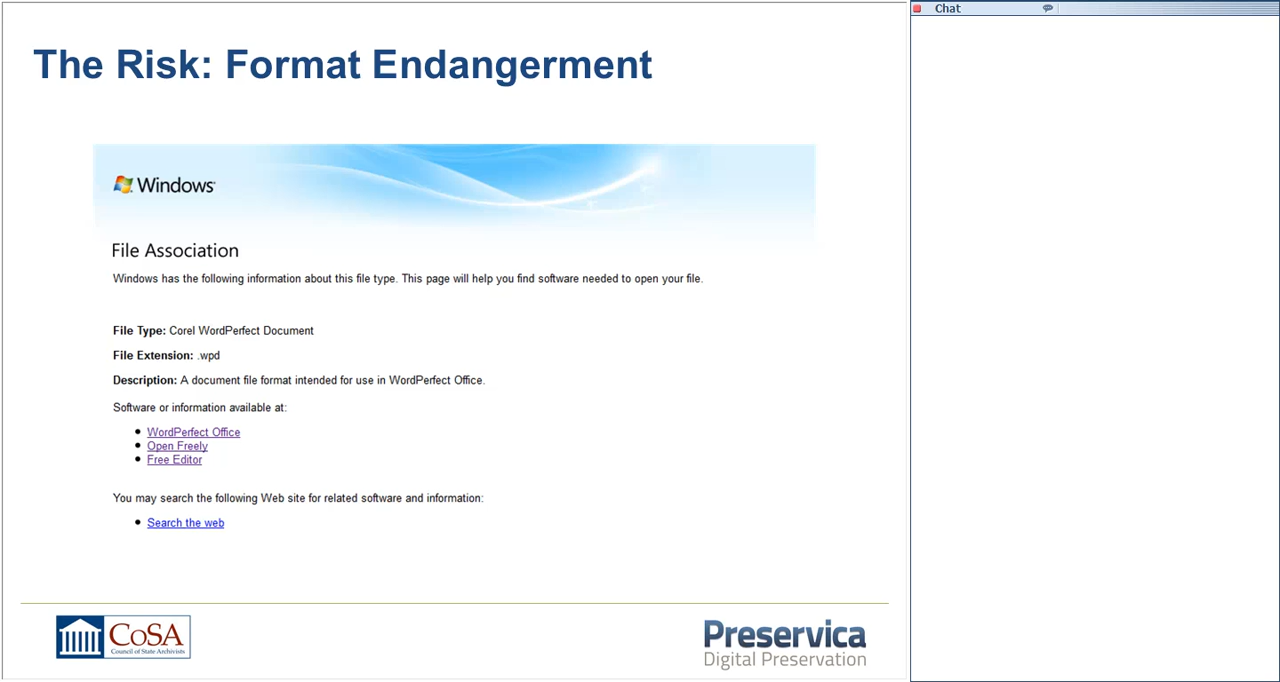 Chat
The Risk: Format Endangerment
Windows
File Association
Windows has the following information about this file type. This page will help you find software needed to open your file.
File Type: Corel WordPerfect Document
File Extension: .wpd
Description: A document file format intended for use in WordPerfect Office.
Software or information available at:
WordPerfect Office
Open Freely
Free Editor
You may search the following Web site for related software and information:
Search the web
CoSA
Council of State Archivists
Preservica
Digital Preservation